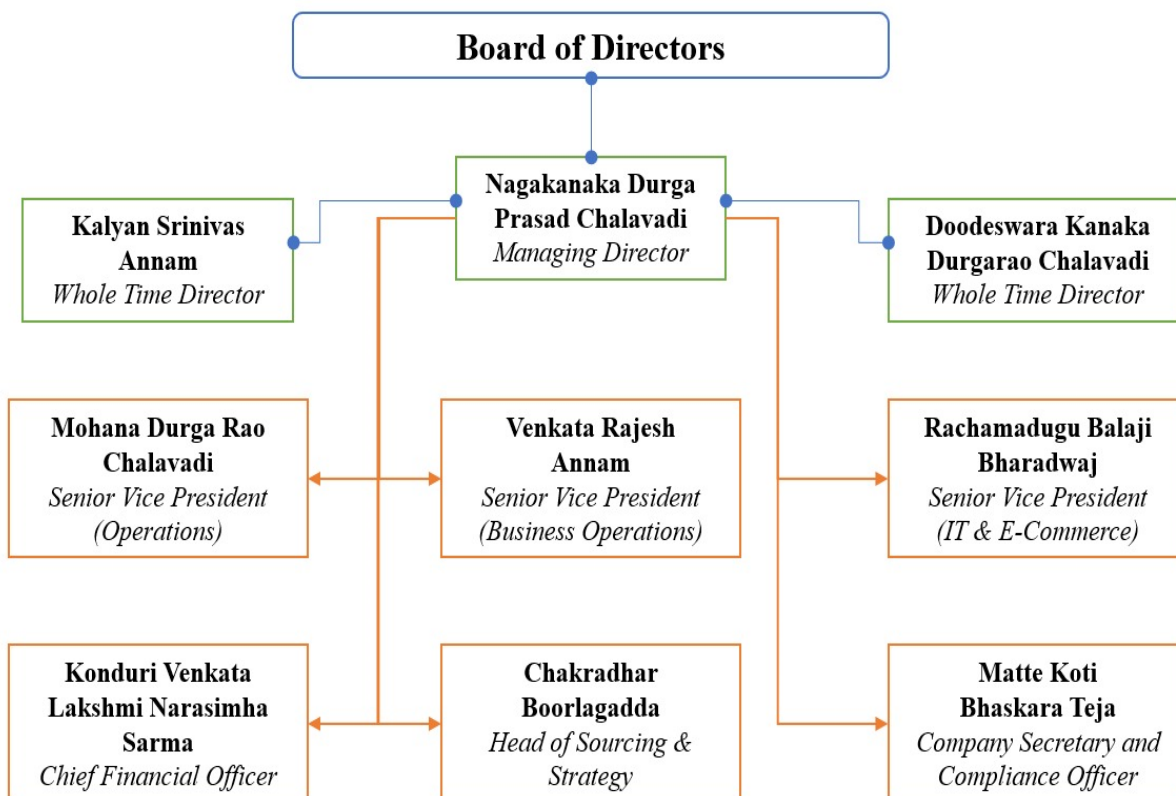 Board of Directors
Nagakanaka Durga
Prasad Chalavadi
Managing Director
Kalyan Srinivas
Annam
Whole Time Director
Doodeswara Kanaka
Durgarao Chalavadi
Whole Time Director
Mohana Durga Rao
Chalavadi
Senior Vice President
(Operations)
Venkata Rajesh
Annam
Senior Vice President
(Business Operations)
Rachamadugu Balaji
Bharadwaj
Senior Vice President
(IT & E-Commerce)
Konduri Venkata
Lakshmi Narasimha
Sarma
Chief Financial Officer
Chakradhar
Boorlagadda
Head of Sourcing &
Strategy
Matte Koti
Bhaskara Teja
Company Secretary and
Compliance Officer